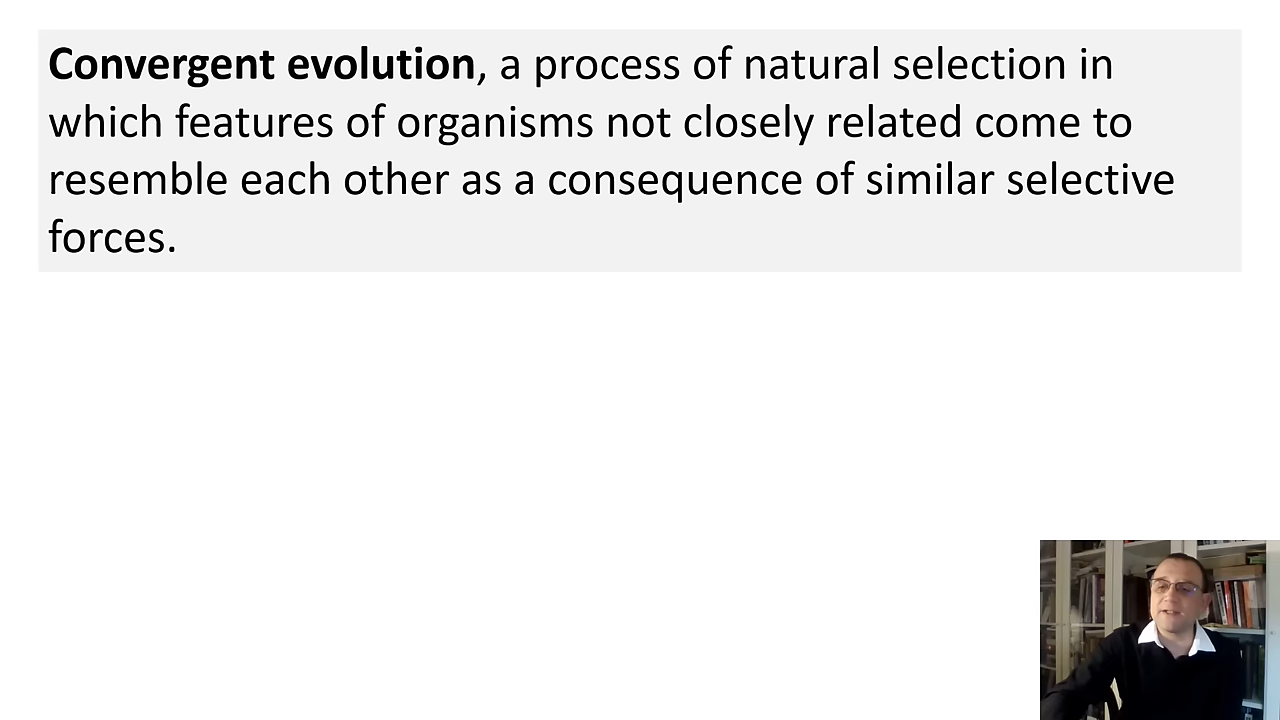 Convergent evolution, a process of natural selection in
which features of organisms not closely related come to
resemble each other as a consequence of similar selective
forces.